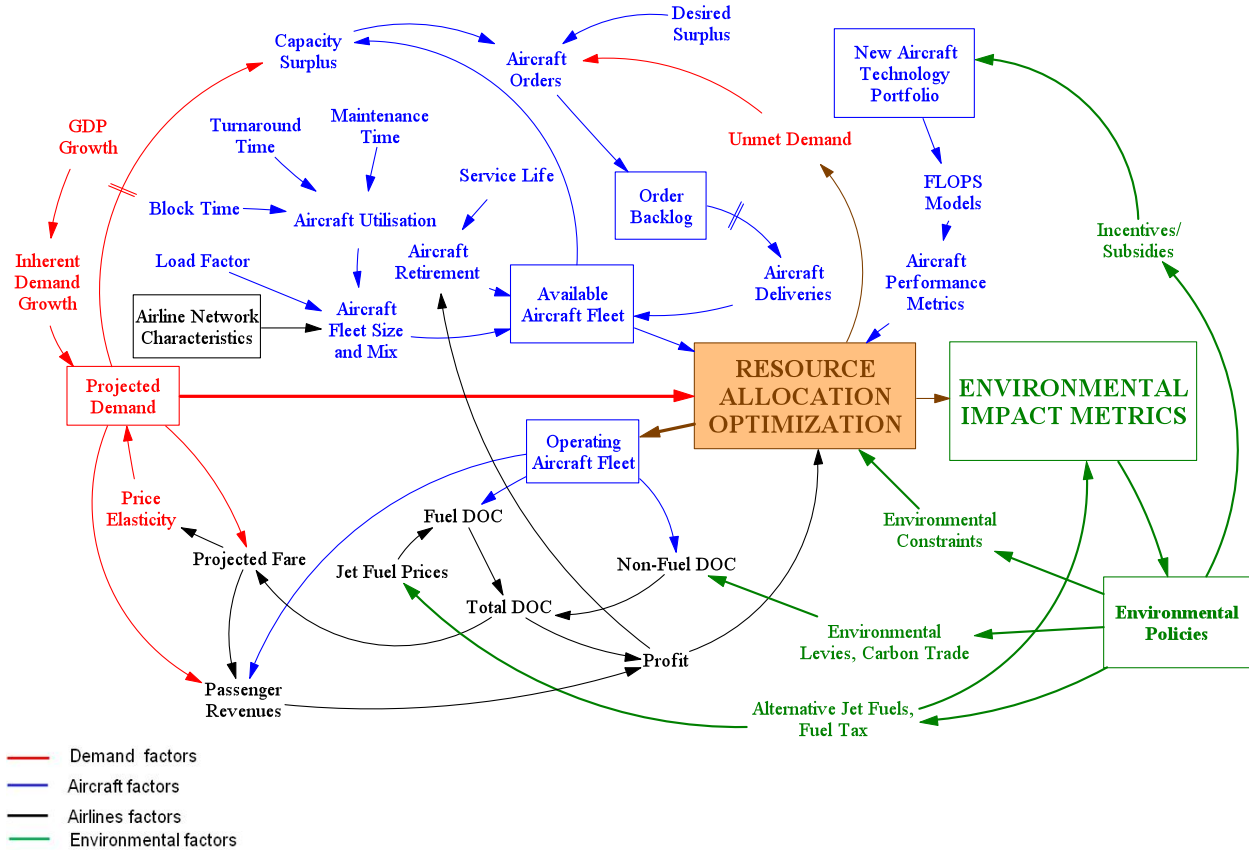 Desired
Surplus
Capacity
Surplus
Aircraft
Orders
New Aircraft
Technology
Portfolio
GDP
Growth
Turnaround
Time
Maintenance
Time
Unmet Demand
Service Life
FLOPS
Models
Block Time
Aircraft Utilisation
Order
Backlog
Incentives/
Subsidies
Inherent
Demand
Growth
Load Factor
Aircraft
Retirement
Aircraft
Deliveries
Aircraft
Performance
Metrics
Airline Network
Characteristics
Aircraft
Fleet Size
and Mix
Available
Aircraft Fleet
Projected
Demand
RESOURCE
ALLOCATION
OPTIMIZATION
ENVIRONMENTAL
IMPACT METRICS
Operating
Aircraft Fleet
Price
Elasticity
Fuel DOC
Environmental
Constraints
Projected Fare
Jet Fuel Prices
Non-Fuel DOC
Total DOC
Environmental
Policies
Environmental
Levies, Carbon Trade
Profit
Passenger
Revenues
Alternative Jet Fuels,
Fuel Tax
Demand factors
Aircraft factors
Airlines factors
Environmental factors